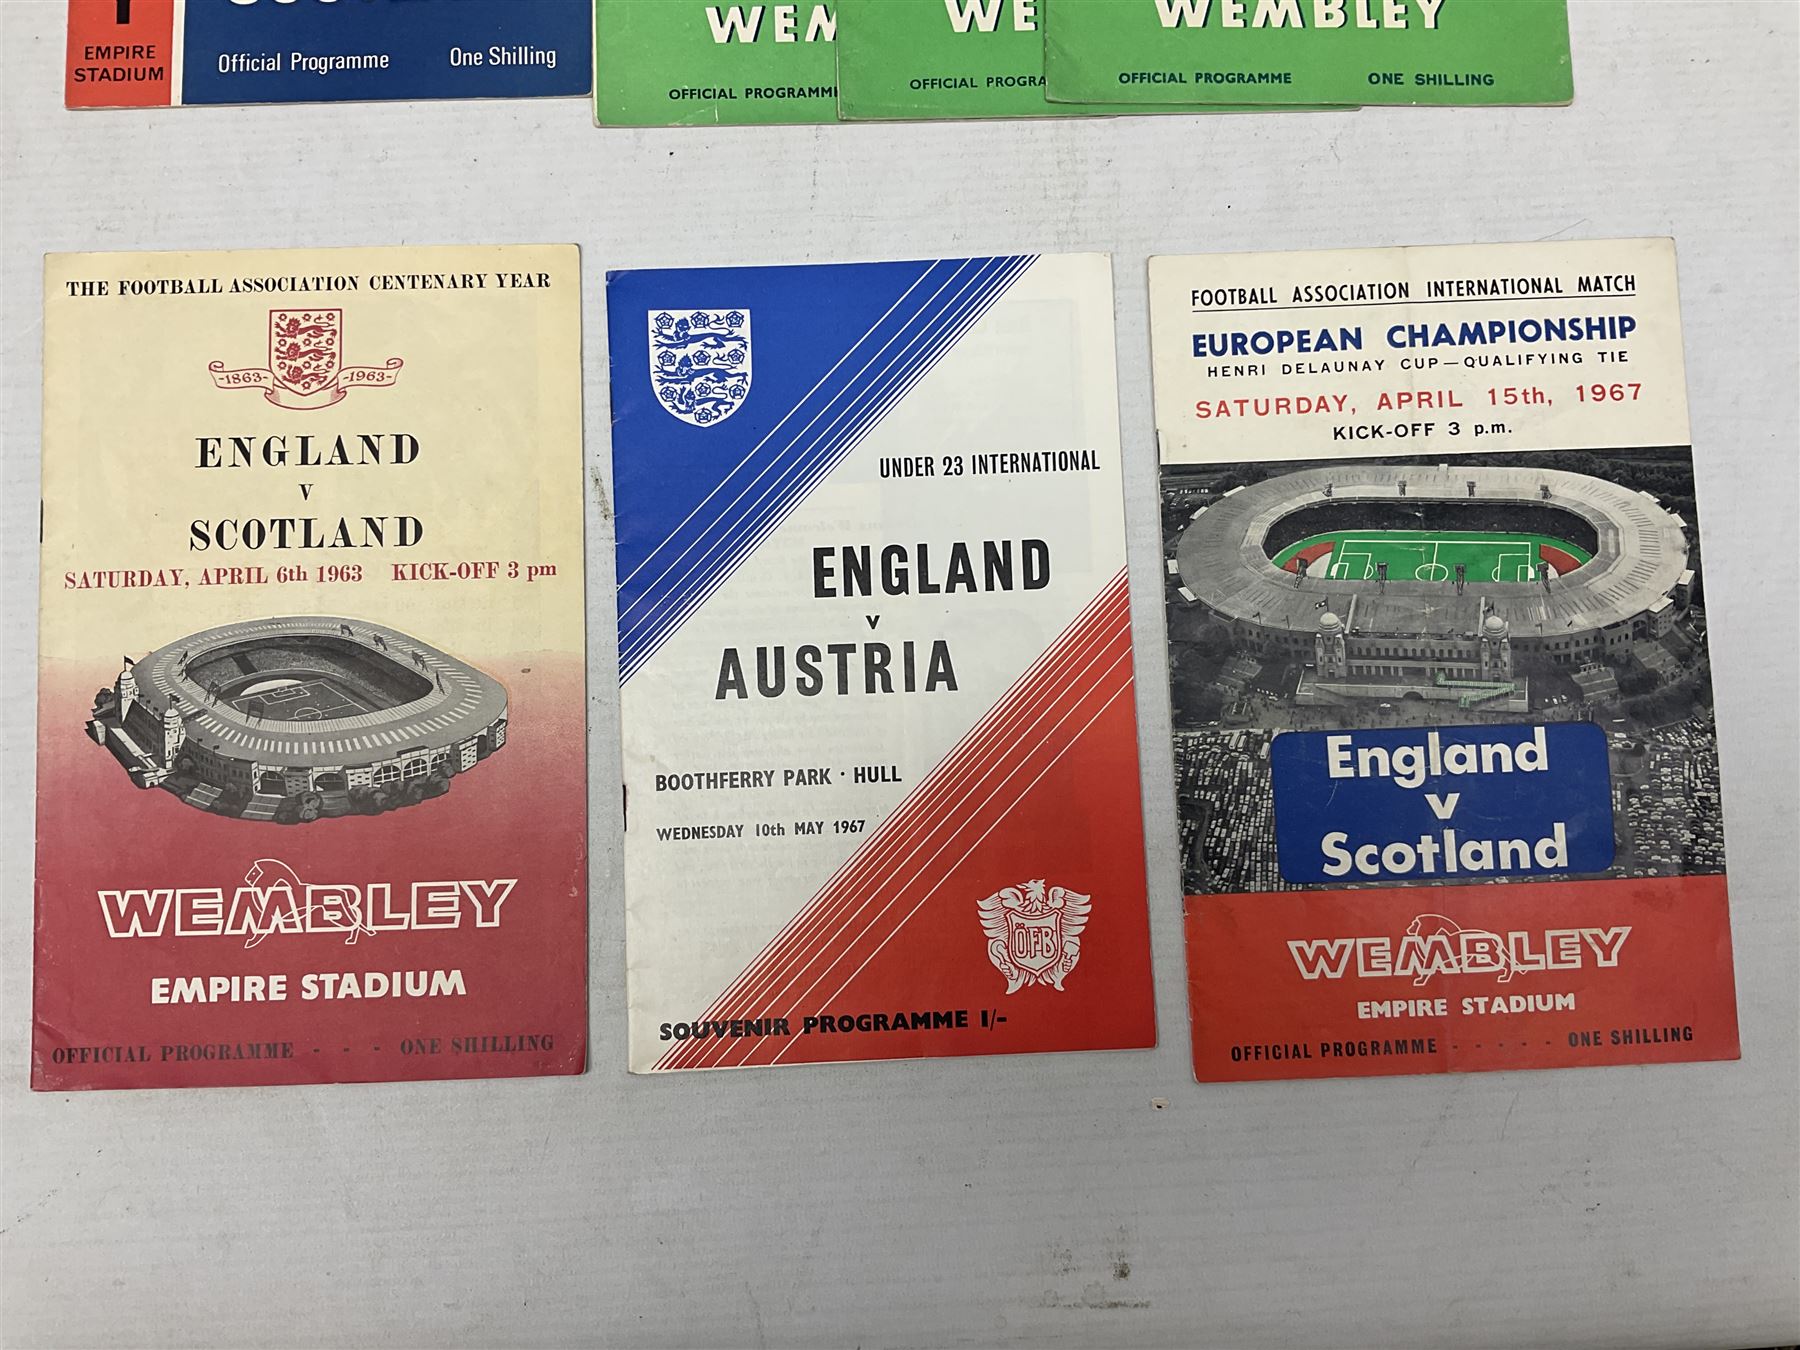 EMPIRE
STADIUM
Official Programme One Shilling
OFFICIAL PROGRAMME
OFFICIAL
WEMBLEY
OFFICIAL PROGRAMME ONE SHILLING
THE FOOTBALL ASSOCIATION CENTENARY YEAR
-1863- -1963-
ENGLAND
V
SCOTLAND
SATURDAY, APRIL 6th 1963 KICK-OFF 3 pm
WEMBLEY
EMPIRE STADIUM
OFFICIAL PROGRAMME - - - ONE SHILLING
UNDER 23 INTERNATIONAL
ENGLAND
v
AUSTRIA
BOOTHFERRY PARK · HULL
WEDNESDAY 10th MAY 1967
ÖFB
SOUVENIR PROGRAMME 1/-
FOOTBALL ASSOCIATION INTERNATIONAL MATCH
EUROPEAN CHAMPIONSHIP
HENRI DELAUNAY CUP—QUALIFYING TIE
SATURDAY, APRIL 15th, 1967
KICK-OFF 3 p.m.
England
v
Scotland
WEMBLEY
EMPIRE STADIUM
OFFICIAL PROGRAMME - - - - - ONE SHILLING